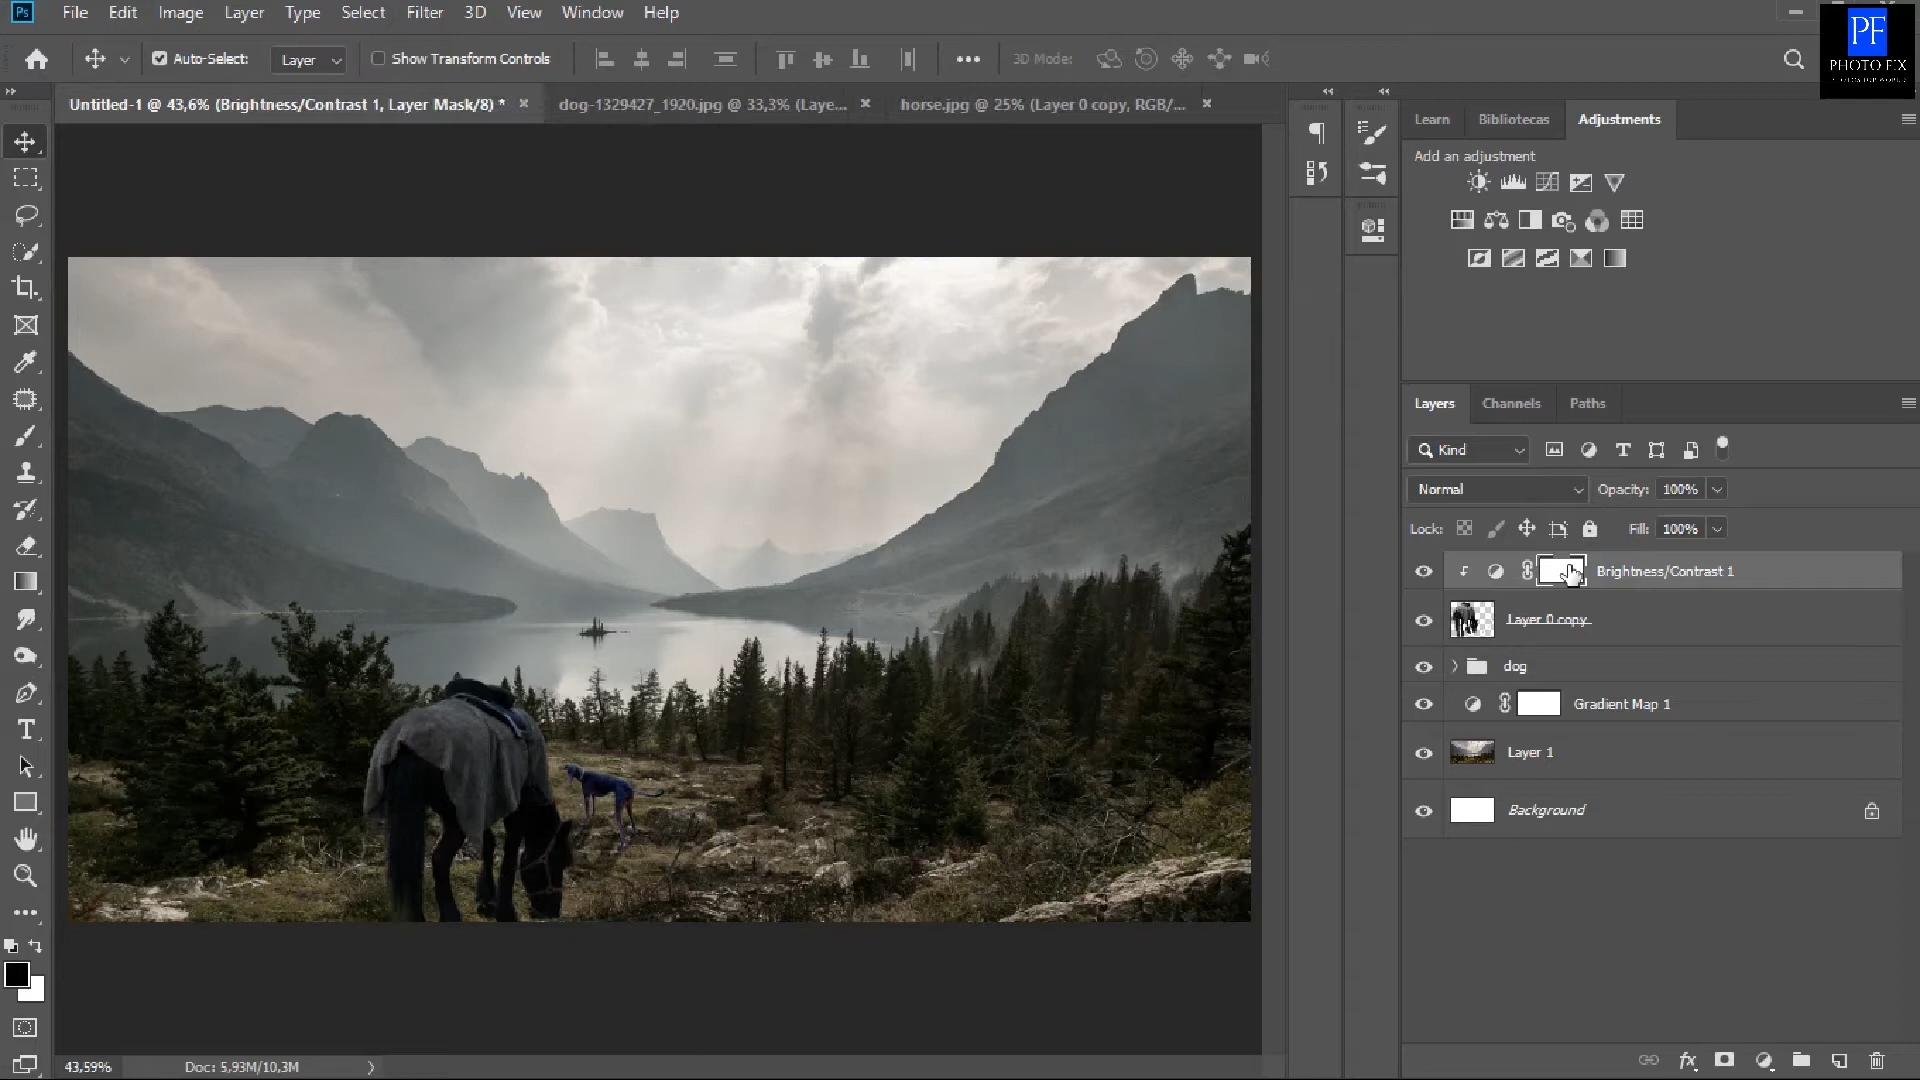 Ps File Edit Image Layer Type Select Filter 3D View Window Help
PF
PHOTO FIX
Auto-Select: Layer Show Transform Controls 3D Mode:
Untitled-1 @ 43,6% (Brightness/Contrast 1, Layer Mask/8) * dog-1329427_1920.jpg @ 33,3% (Laye... horse.jpg @ 25% (Layer 0 copy, RGB/...
Learn Bibliotecas Adjustments
Add an adjustment
Layers Channels Paths
Kind
Normal Opacity: 100%
Lock: Fill: 100%
Brightness/Contrast 1
Layer 0 copy
dog
Gradient Map 1
Layer 1
Background
43,59% Doc: 5,93M/10,3M
fx